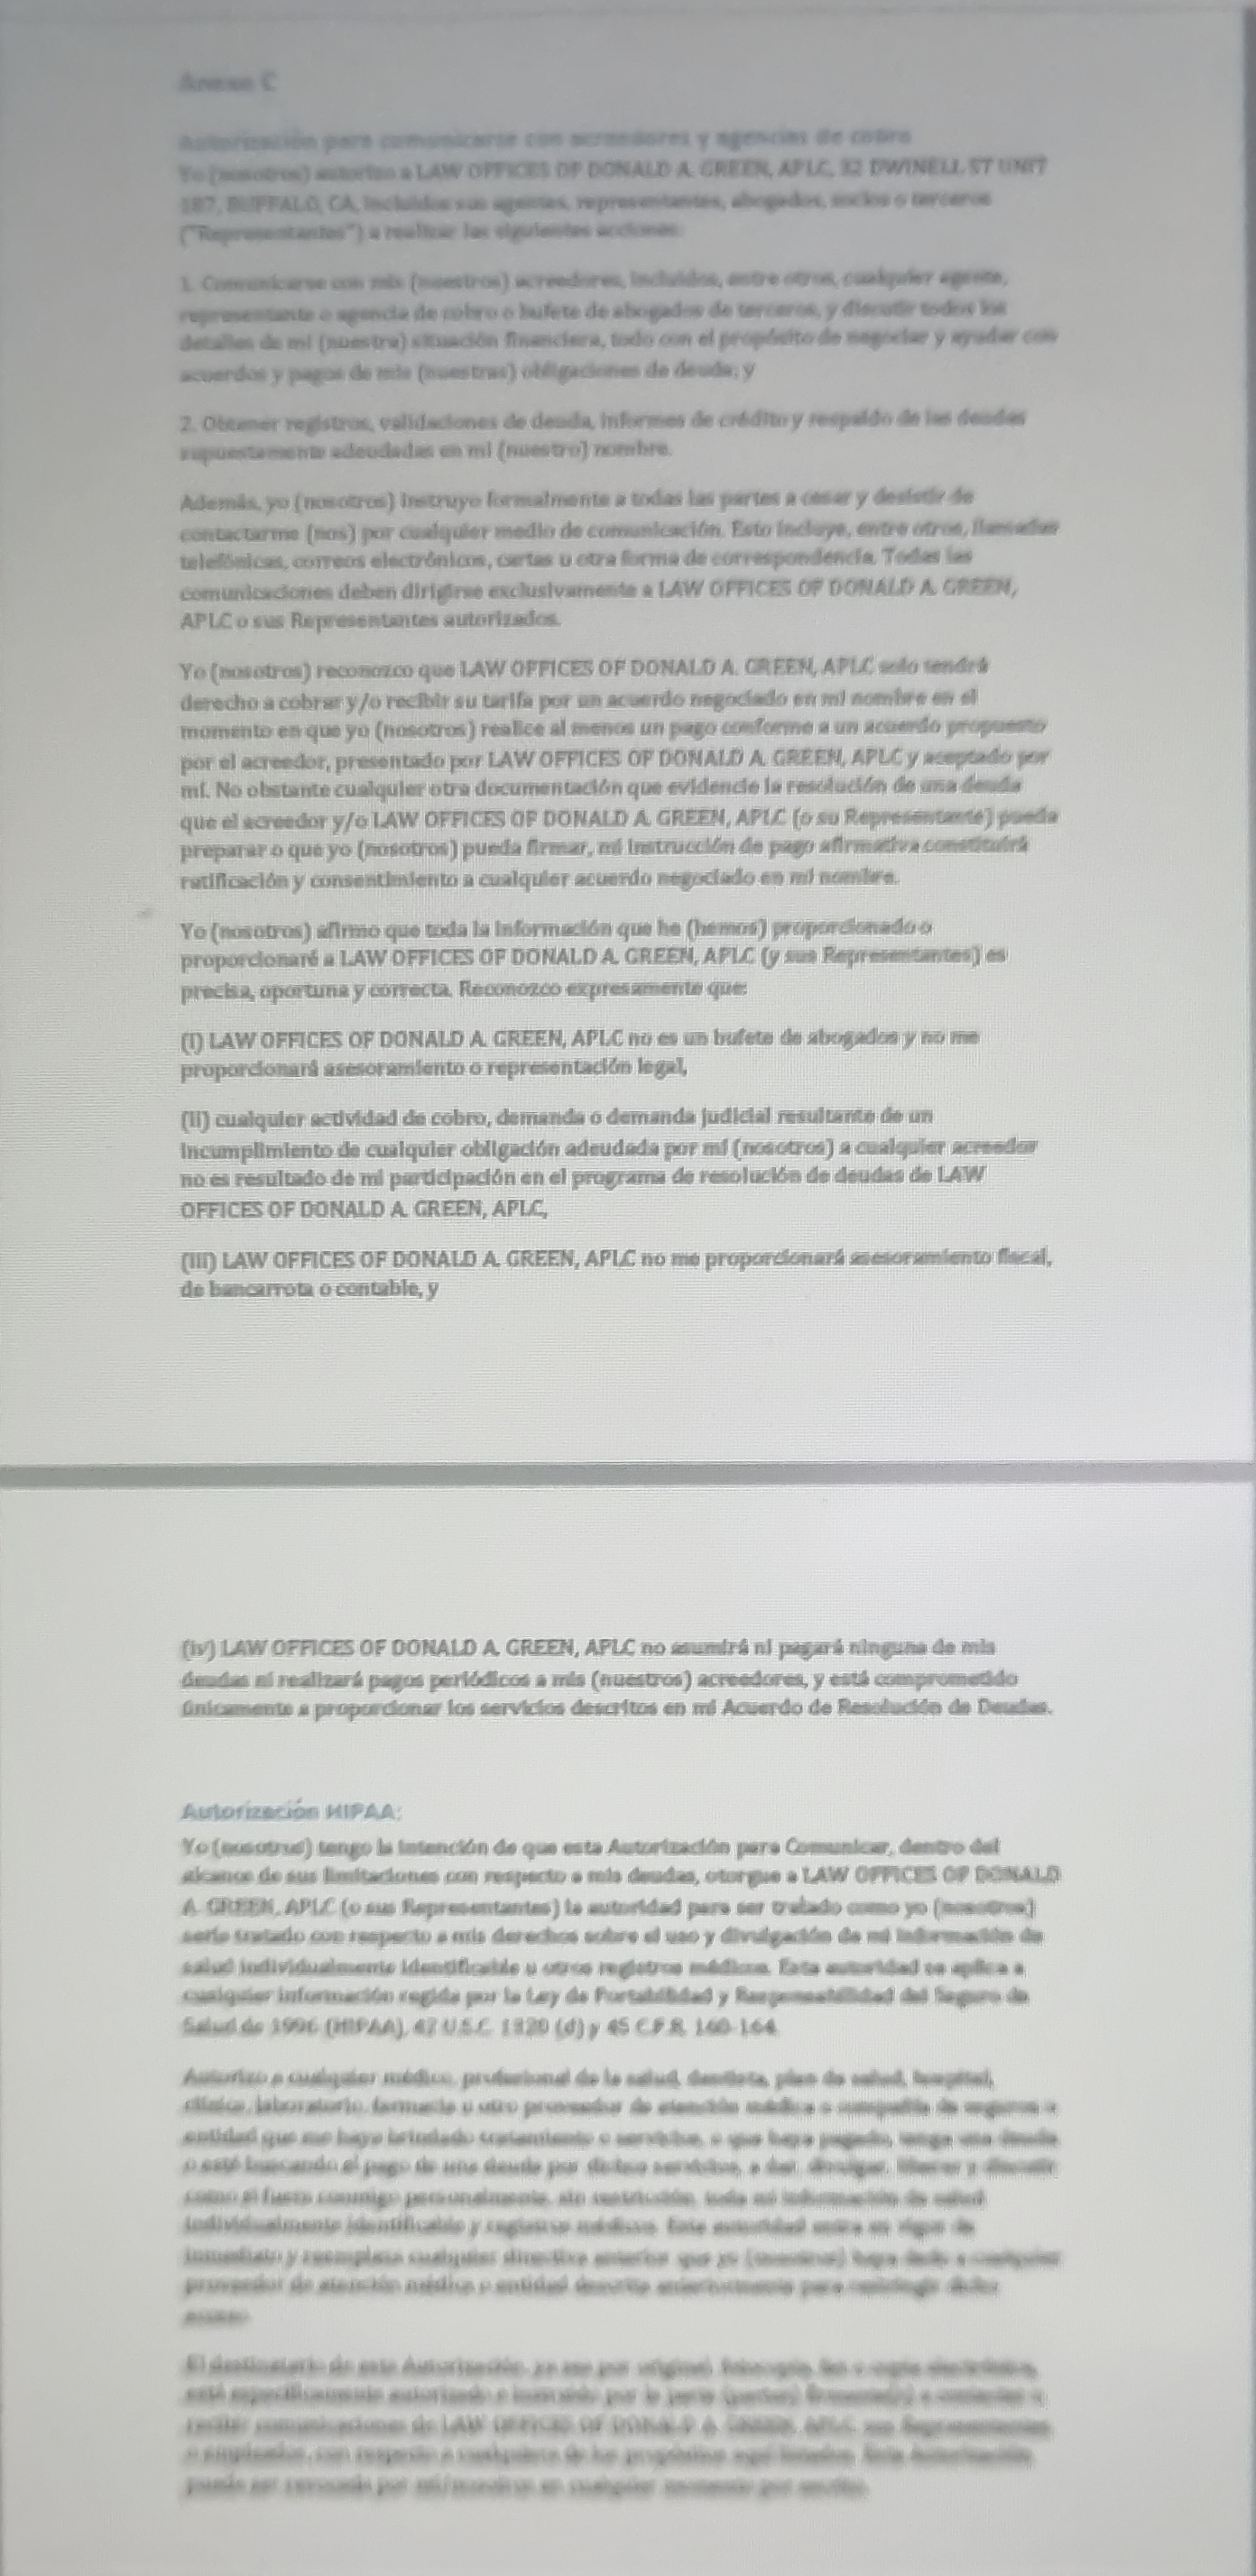 Anexo C
Autorización para comunicarse con acreedores y agencias de cobro
Yo (nosotros) autorizo a LAW OFFICES OF DONALD A. GREEN, APLC, 32 DWINELL ST UNIT
187, BUFFALO, CA, incluidos sus agentes, representantes, abogados, socios o terceros
("Representantes") a realizar las siguientes acciones:
1. Comunicarse con mis (nuestros) acreedores, incluidos, entre otros, cualquier agente,
representante o agencia de cobro o bufete de abogados de terceros, y discutir todos los
detalles de mi (nuestra) situación financiera, todo con el propósito de negociar y ayudar con
acuerdos y pagos de mis (nuestras) obligaciones de deuda; y
2. Obtener registros, validaciones de deuda, informes de crédito y respaldo de las deudas
supuestamente adeudadas en mi (nuestro) nombre.
Además, yo (nosotros) instruyo formalmente a todas las partes a cesar y desistir de
contactarme (nos) por cualquier medio de comunicación. Esto incluye, entre otros, llamadas
telefónicas, correos electrónicos, cartas u otra forma de correspondencia. Todas las
comunicaciones deben dirigirse exclusivamente a LAW OFFICES OF DONALD A. GREEN,
APLC o sus Representantes autorizados.
Yo (nosotros) reconozco que LAW OFFICES OF DONALD A. GREEN, APLC solo tendrá
derecho a cobrar y/o recibir su tarifa por un acuerdo negociado en mi nombre en el
momento en que yo (nosotros) realice al menos un pago conforme a un acuerdo propuesto
por el acreedor, presentado por LAW OFFICES OF DONALD A. GREEN, APLC y aceptado por
mí. No obstante cualquier otra documentación que evidencie la resolución de una deuda
que el acreedor y/o LAW OFFICES OF DONALD A. GREEN, APLC (o su Representante) pueda
preparar o que yo (nosotros) pueda firmar, mi instrucción de pago afirmativa constituirá
ratificación y consentimiento a cualquier acuerdo negociado en mi nombre.
Yo (nosotros) afirmo que toda la información que he (hemos) proporcionado o
proporcionaré a LAW OFFICES OF DONALD A. GREEN, APLC (y sus Representantes) es
precisa, oportuna y correcta. Reconozco expresamente que:
(i) LAW OFFICES OF DONALD A. GREEN, APLC no es un bufete de abogados y no me
proporcionará asesoramiento o representación legal,
(ii) cualquier actividad de cobro, demanda o demanda judicial resultante de un
incumplimiento de cualquier obligación adeudada por mí (nosotros) a cualquier acreedor
no es resultado de mi participación en el programa de resolución de deudas de LAW
OFFICES OF DONALD A. GREEN, APLC,
(iii) LAW OFFICES OF DONALD A. GREEN, APLC no me proporcionará asesoramiento fiscal,
de bancarrota o contable, y
(iv) LAW OFFICES OF DONALD A. GREEN, APLC no asumirá ni pagará ninguna de mis
deudas ni realizará pagos periódicos a mis (nuestros) acreedores, y está comprometido
únicamente a proporcionar los servicios descritos en mi Acuerdo de Resolución de Deudas.
Autorización HIPAA:
Yo (nosotros) tengo la intención de que esta Autorización para Comunicar, dentro del
alcance de sus limitaciones con respecto a mis deudas, otorgue a LAW OFFICES OF DONALD
A. GREEN, APLC (o sus Representantes) la autoridad para ser tratado como yo (nosotros)
sería tratado con respecto a mis derechos sobre el uso y divulgación de mi información de
salud individualmente identificable u otros registros médicos. Esta autoridad se aplica a
cualquier información regida por la Ley de Portabilidad y Responsabilidad del Seguro de
Salud de 1996 (HIPAA), 42 U.S.C. 1320 (d) y 45 C.F.R. 160-164.
Autorizo a cualquier médico, profesional de la salud, dentista, plan de salud, hospital,
clínica, laboratorio, farmacia u otro proveedor de atención médica o compañía de seguros o
entidad que me haya brindado tratamiento o servicios, o que haya pagado, tenga una deuda
o esté buscando el pago de una deuda por dichos servicios, a dar, divulgar, liberar y discutir
como si fuera conmigo personalmente, sin restricción, toda mi información de salud
individualmente identificable y registros médicos. Esta autoridad entra en vigor de
inmediato y reemplaza cualquier directiva anterior que yo (nosotros) haya dado a cualquier
proveedor de atención médica o entidad descrita anteriormente para restringir dicho
acceso.
El destinatario de esta Autorización, ya sea por original, fotocopia, fax o copia electrónica,
está específicamente autorizado e instruido por la parte (partes) firmante(s) a contactar o
recibir comunicaciones de LAW OFFICES OF DONALD A. GREEN, APLC, sus Representantes
o empleados, con respecto a cualquiera de los propósitos aquí listados. Esta Autorización
puede ser revocada por mí/nosotros en cualquier momento por escrito.